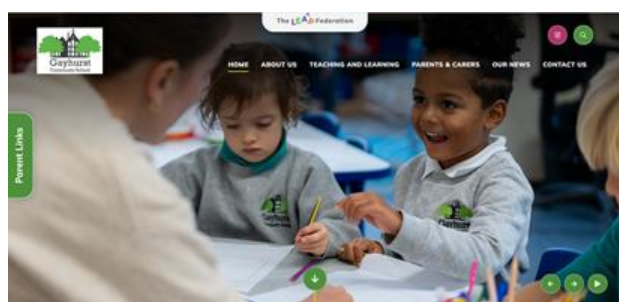 The LEAD Federation
Gayhurst
Community School
HOME ABOUT US TEACHING AND LEARNING PARENTS & CARERS OUR NEWS CONTACT US
Parent Links
Gayhurst